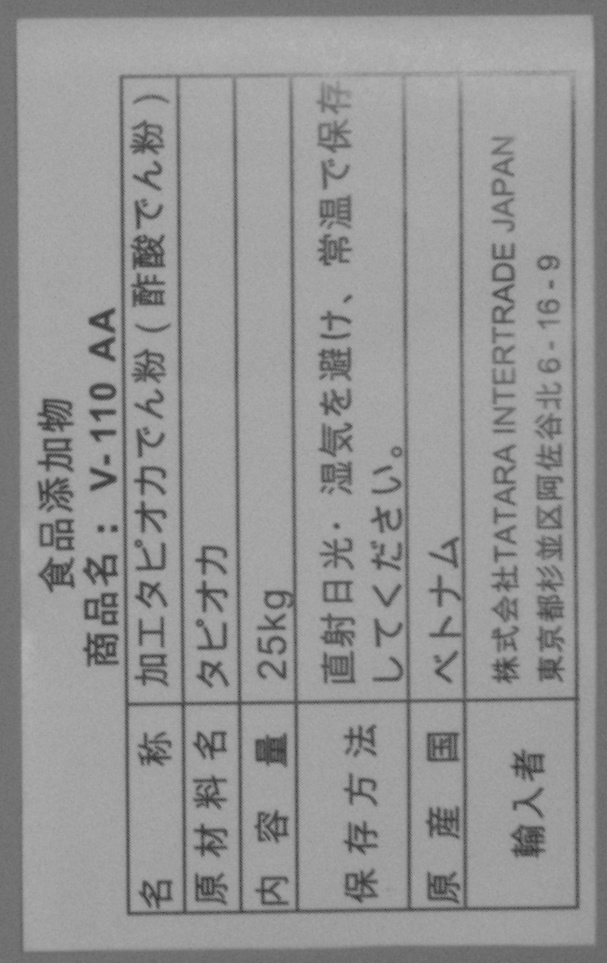 食品添加物
商品名： V-110 AA
名称 加工タピオカでん粉（酢酸でん粉）
原材料名 タピオカ
内容量 25kg
保存方法 直射日光・湿気を避け、常温で保存
してください。
原産国 ベトナム
輸入者 株式会社TATARA INTERTRADE JAPAN
東京都杉並区阿佐谷北6-16-9